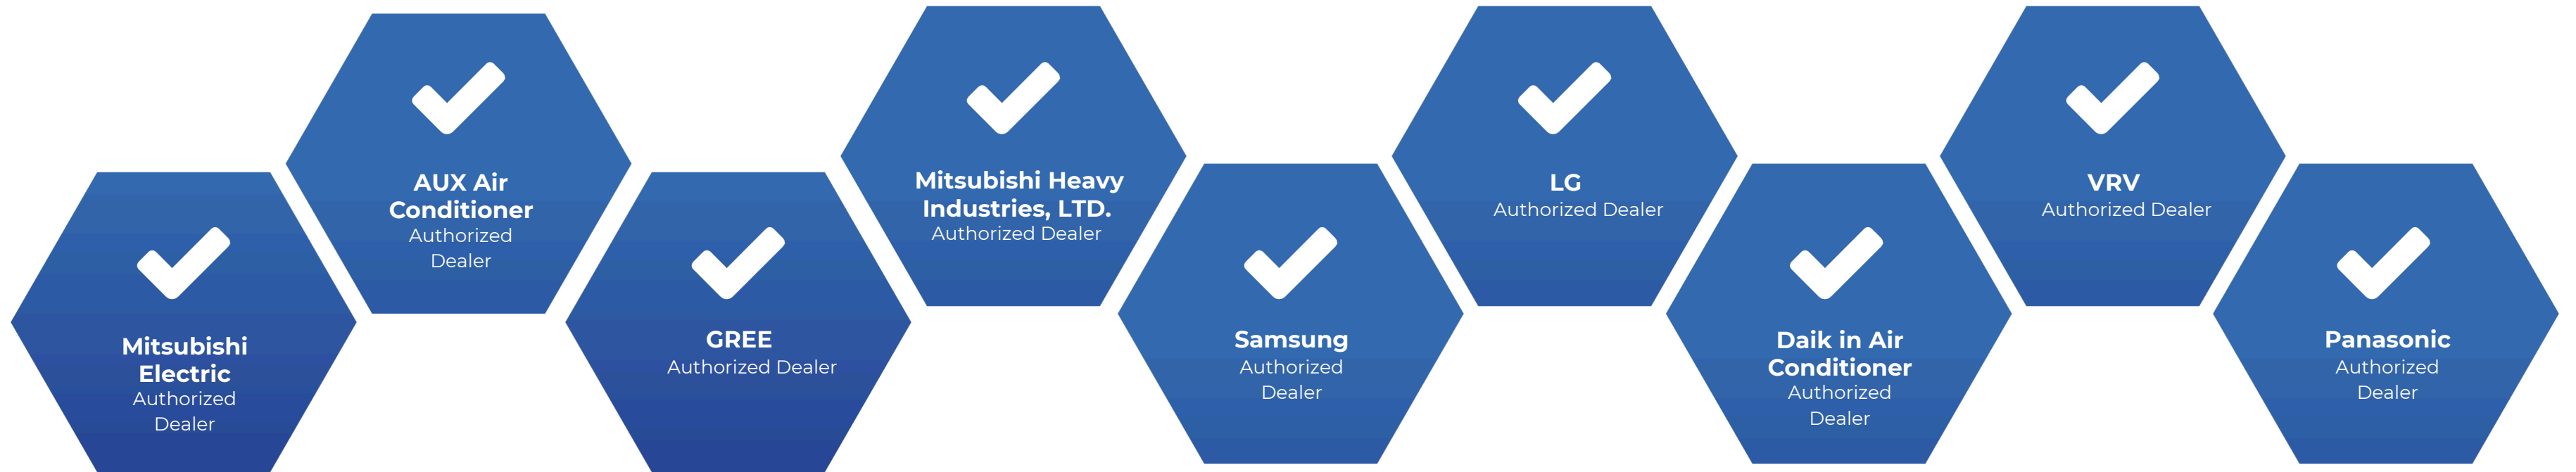 Mitsubishi
Electric
Authorized
Dealer
AUX Air
Conditioner
Authorized
Dealer
GREE
Authorized Dealer
Mitsubishi Heavy
Industries, LTD.
Authorized Dealer
Samsung
Authorized
Dealer
LG
Authorized Dealer
Daik in Air
Conditioner
Authorized
Dealer
VRV
Authorized Dealer
Panasonic
Authorized
Dealer